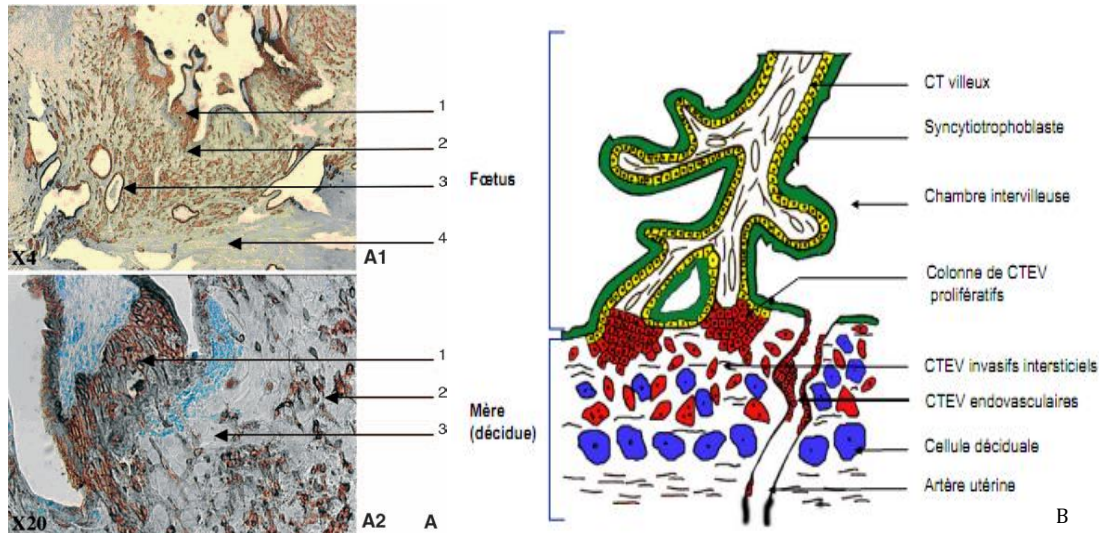 1
2
3
4
X4
A1
1
2
3
X20
A2
A
Fœtus
Mère
(décidue)
CT villeux
Syncytiotrophoblaste
Chambre intervilleuse
Colonne de CTEV
prolifératifs
CTEV invasifs intersticiels
CTEV endovasculaires
Cellule déciduale
Artère utérine
B